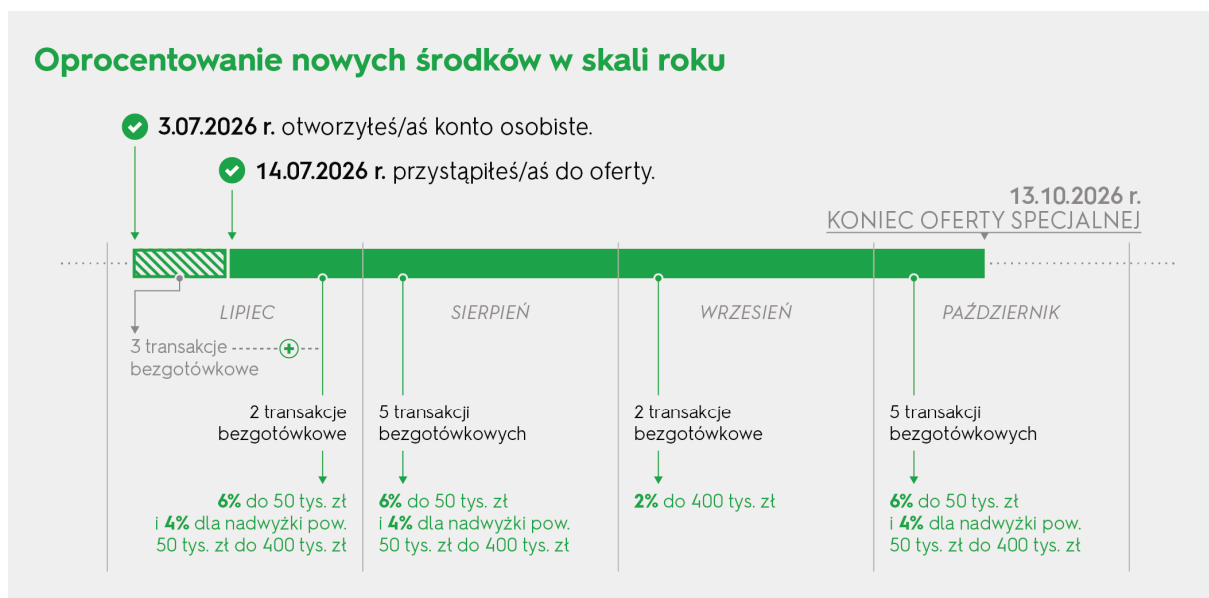 Oprocentowanie nowych środków w skali roku
3.07.2026 r. otworzyłeś/aś konto osobiste.
14.07.2026 r. przystąpiłeś/aś do oferty.
13.10.2026 r.
KONIEC OFERTY SPECJALNEJ
LIPIEC
SIERPIEŃ
WRZESIEŃ
PAŹDZIERNIK
3 transakcje
bezgotówkowe
2 transakcje
bezgotówkowe
6% do 50 tys. zł
i 4% dla nadwyżki pow.
50 tys. zł do 400 tys. zł
5 transakcji
bezgotówkowych
6% do 50 tys. zł
i 4% dla nadwyżki pow.
50 tys. zł do 400 tys. zł
2 transakcje
bezgotówkowe
2% do 400 tys. zł
5 transakcji
bezgotówkowych
6% do 50 tys. zł
i 4% dla nadwyżki pow.
50 tys. zł do 400 tys. zł